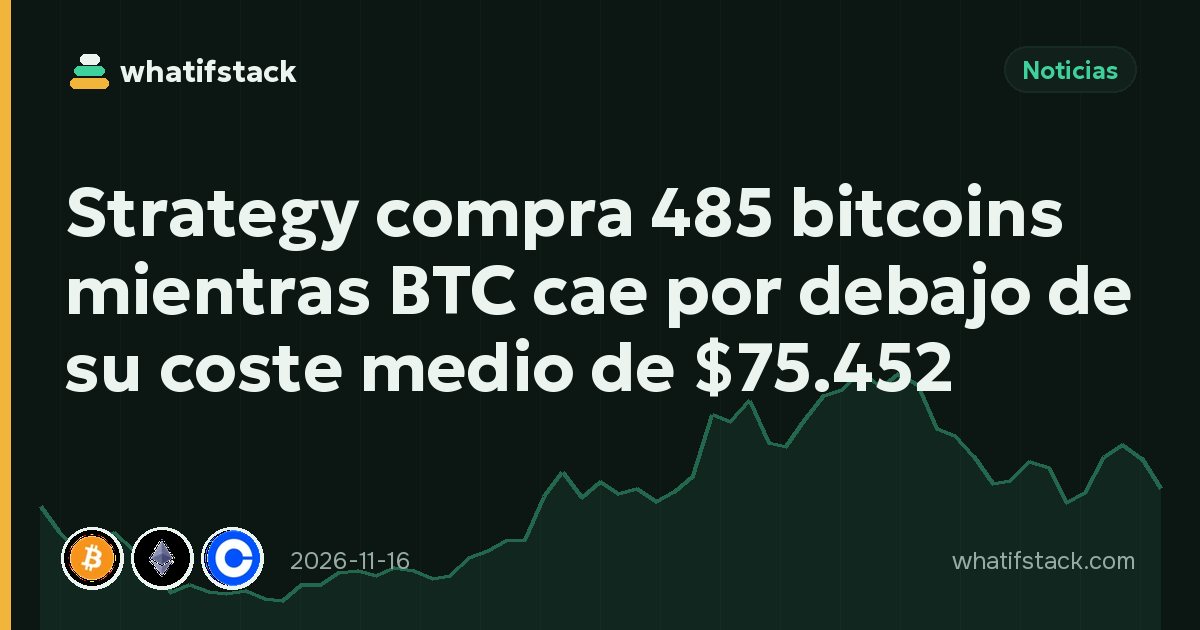 whatifstack
Noticias
Strategy compra 485 bitcoins
mientras BTC cae por debajo de
su coste medio de $75.452
2026-11-16
whatifstack.com